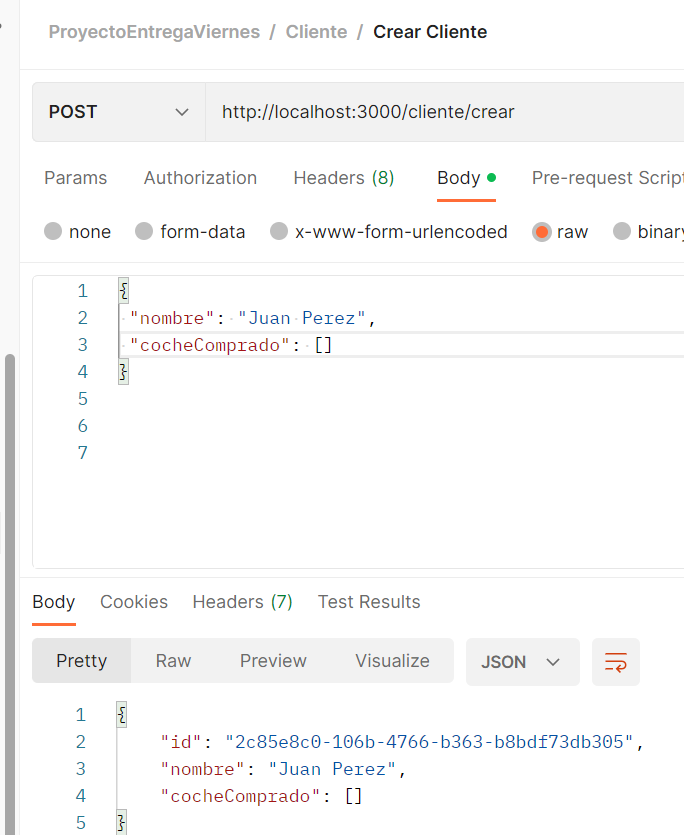 ProyectoEntregaViernes / Cliente / Crear Cliente
POST http://localhost:3000/cliente/crear
Params Authorization Headers (8) Body Pre-request Script
none form-data x-www-form-urlencoded raw binary
1 {
2 "nombre": "Juan Perez",
3 "cocheComprado": []
4 }
5
6
7
Body Cookies Headers (7) Test Results
Pretty Raw Preview Visualize JSON
1 {
2 "id": "2c85e8c0-106b-4766-b363-b8bdf73db305",
3 "nombre": "Juan Perez",
4 "cocheComprado": []
5 }